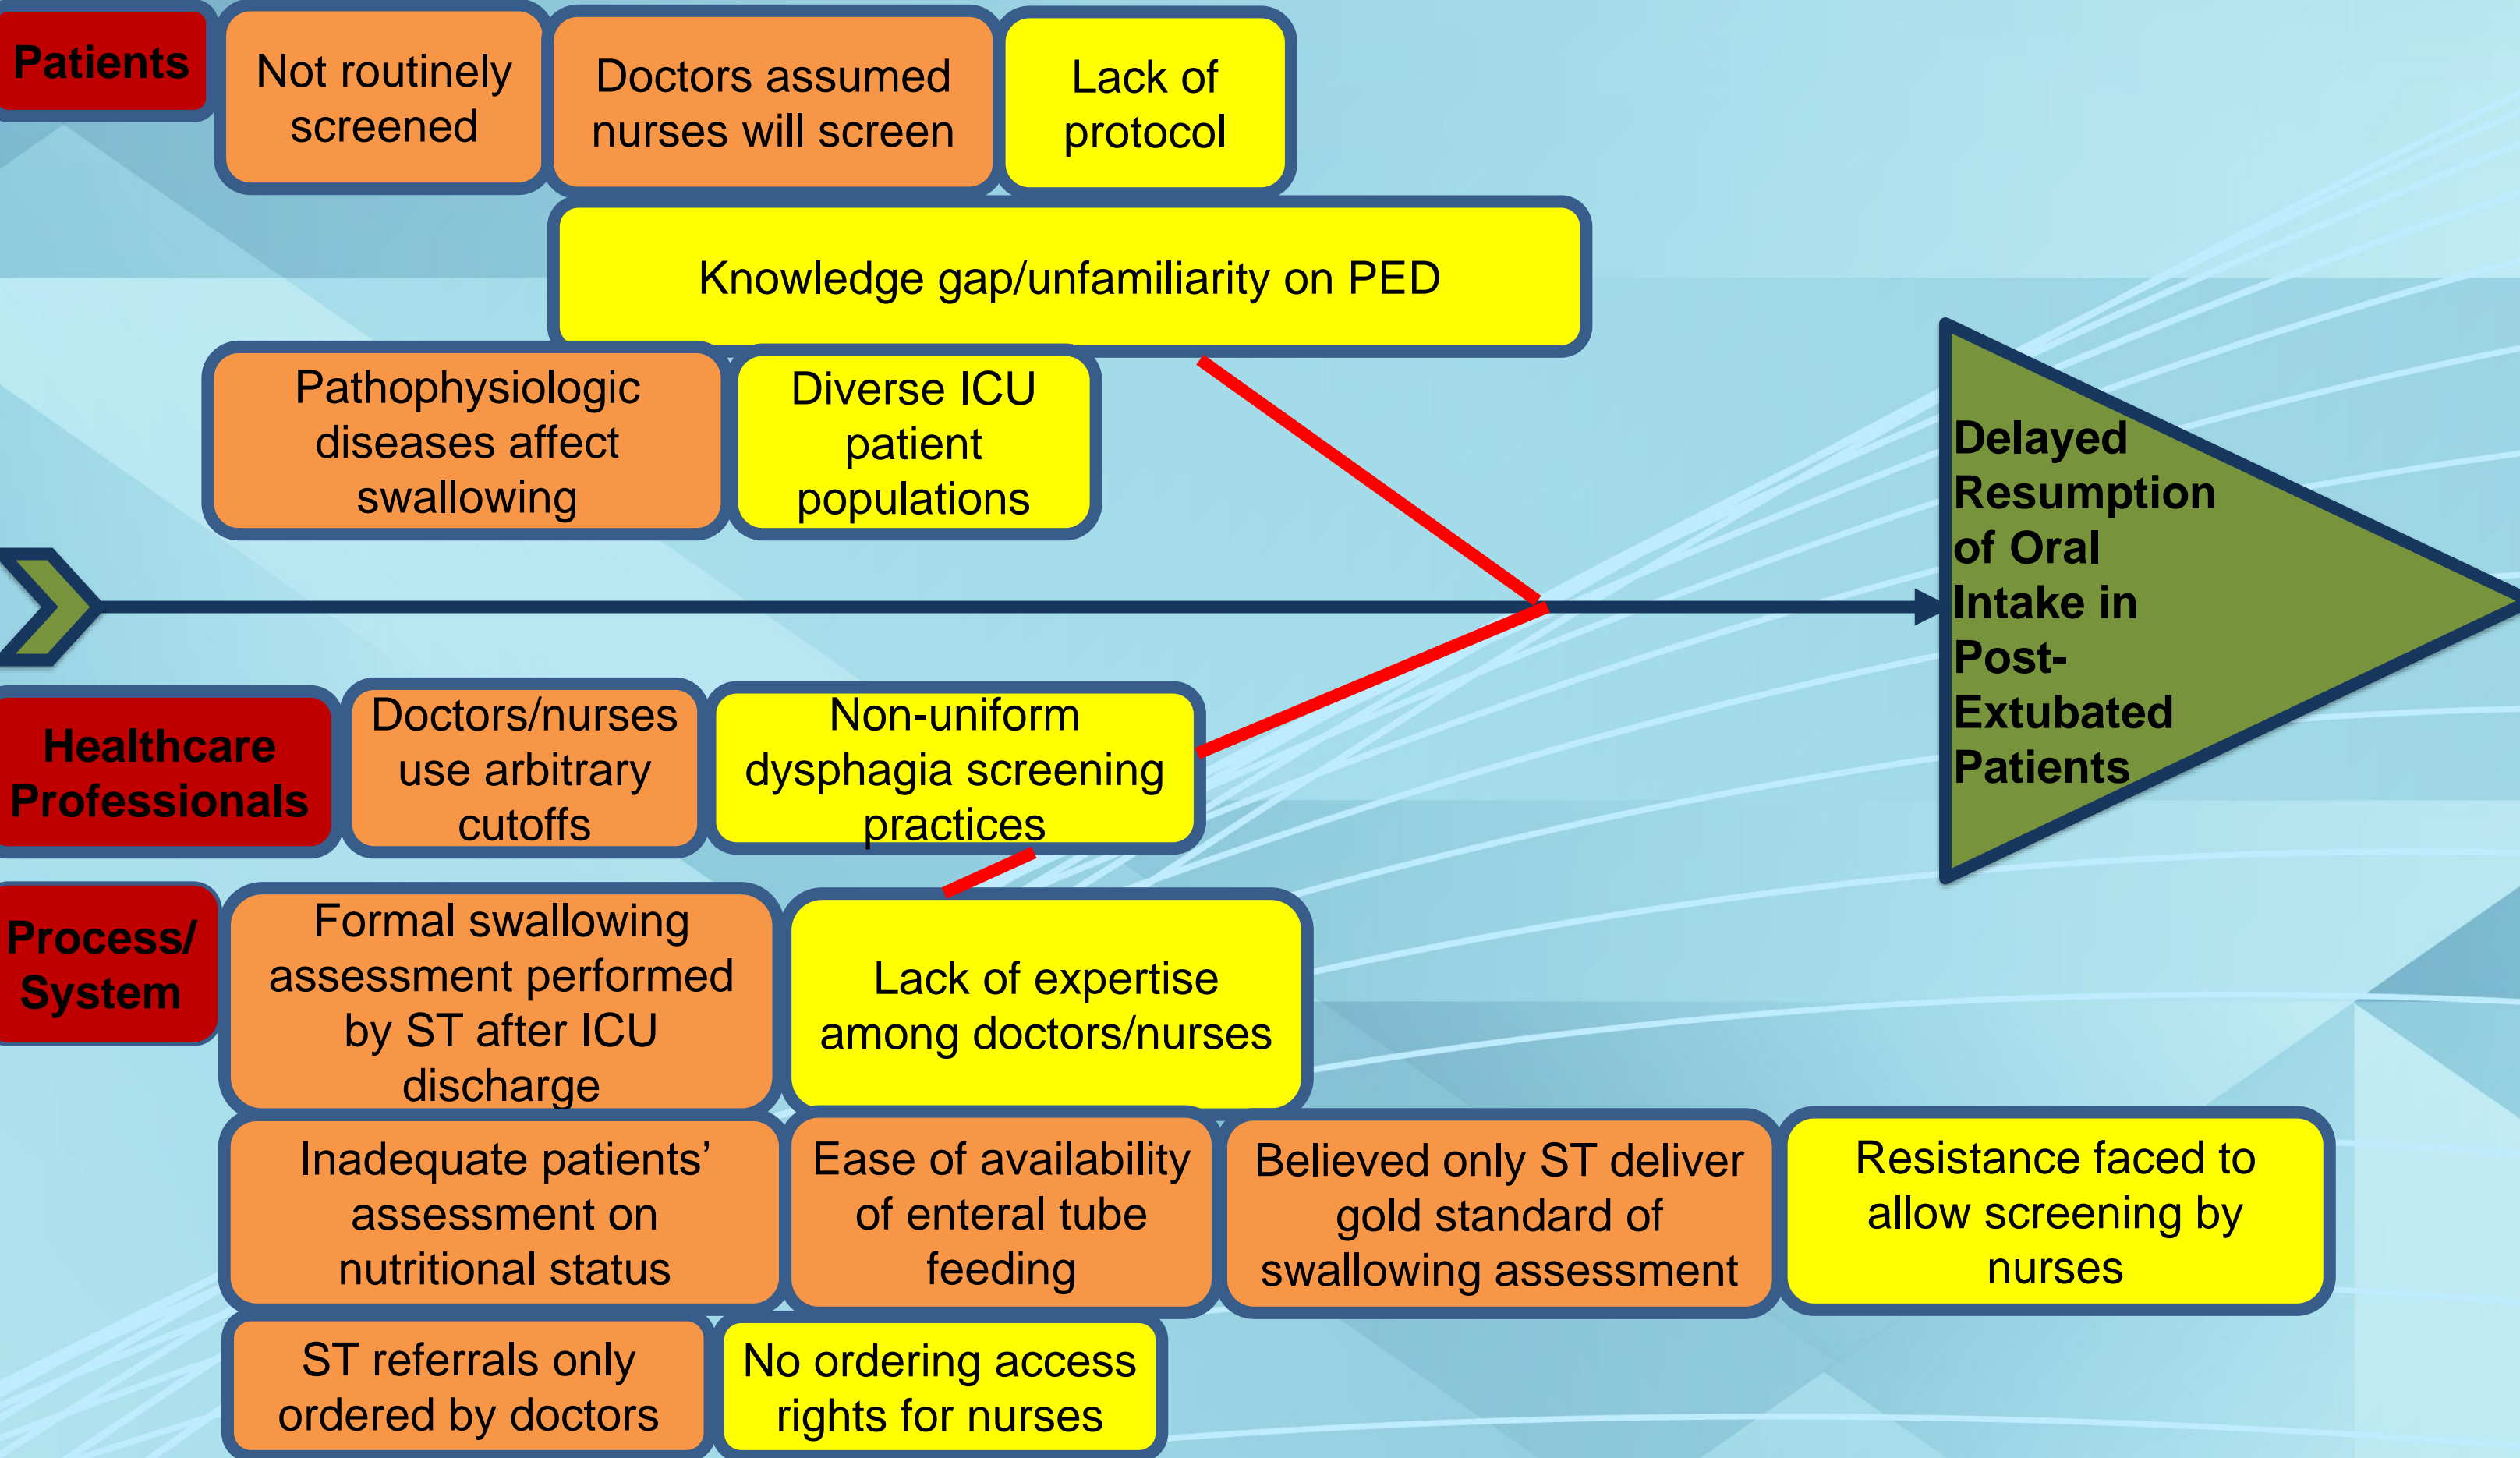 Patients
Not routinely
screened
Doctors assumed
nurses will screen
Lack of
protocol
Knowledge gap/unfamiliarity on PED
Pathophysiologic
diseases affect
swallowing
Diverse ICU
patient
populations
Delayed
Resumption
of Oral
Intake in
Post-
Extubated
Patients
Healthcare
Professionals
Doctors/nurses
use arbitrary
cutoffs
Non-uniform
dysphagia screening
practices
Process/
System
Formal swallowing
assessment performed
by ST after ICU
discharge
Lack of expertise
among doctors/nurses
Inadequate patients’
assessment on
nutritional status
Ease of availability
of enteral tube
feeding
Believed only ST deliver
gold standard of
swallowing assessment
Resistance faced to
allow screening by
nurses
ST referrals only
ordered by doctors
No ordering access
rights for nurses